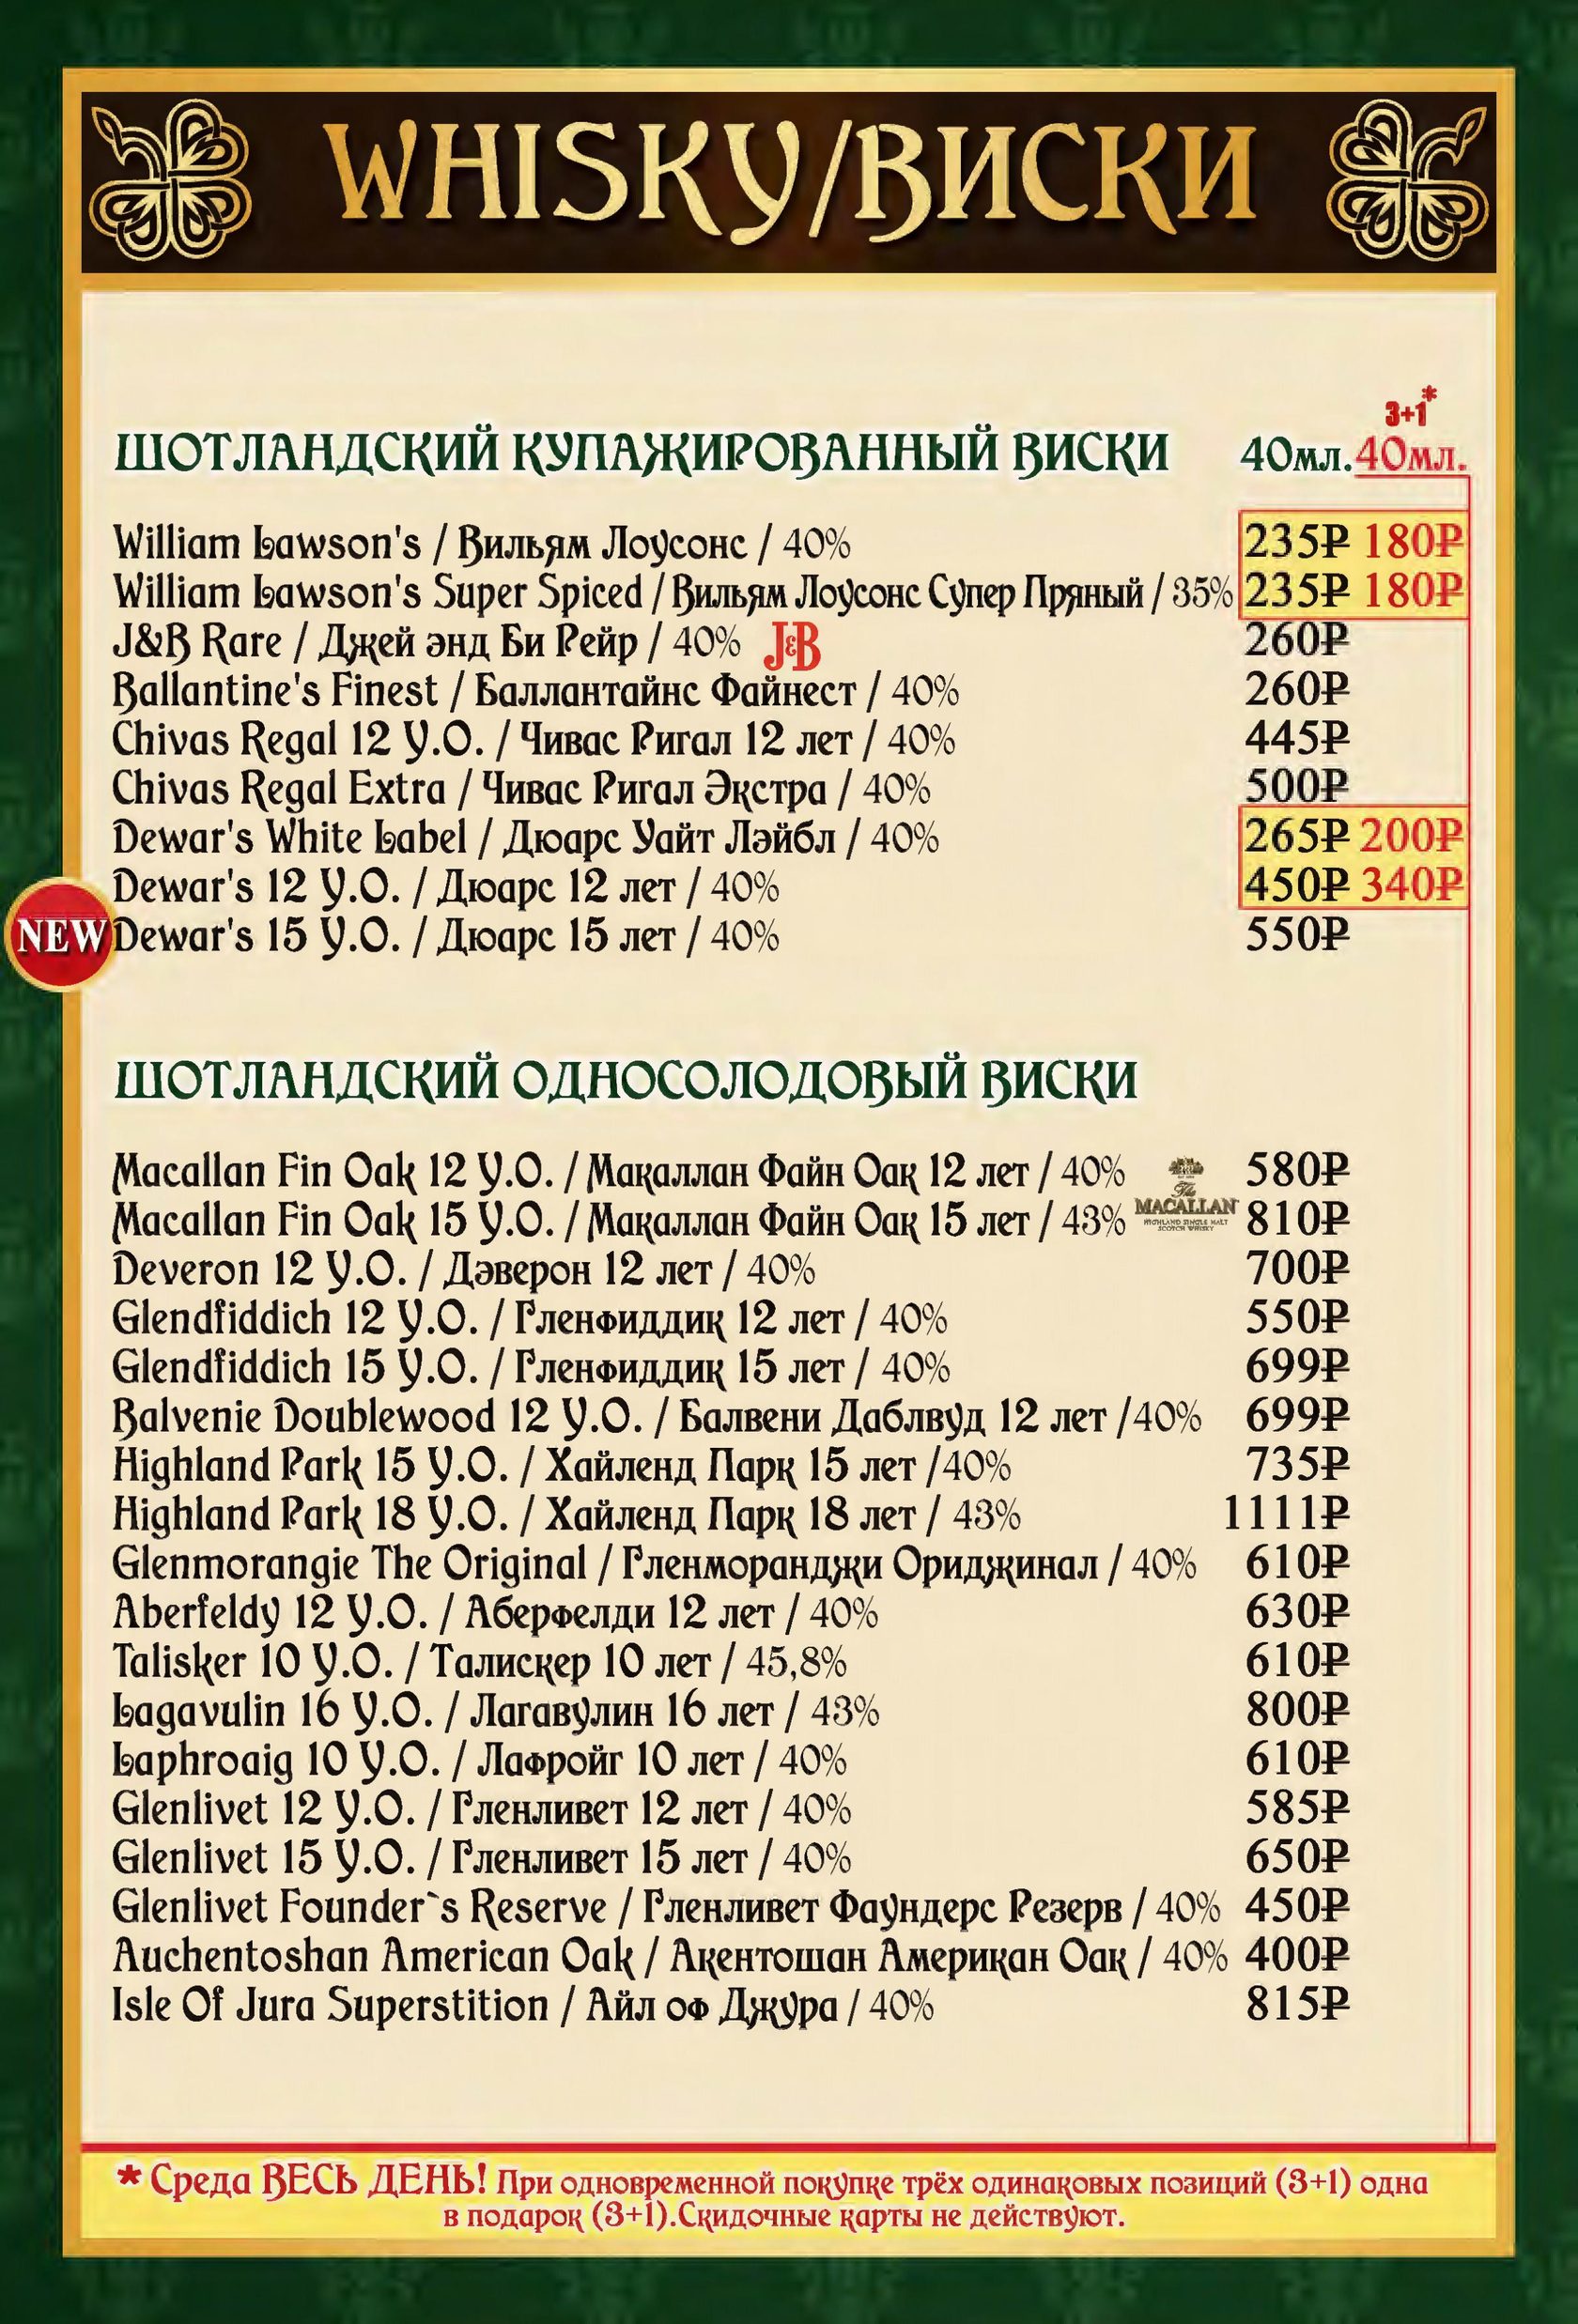 WHISKY/ВИСКИ
3+1*
ШОТЛАНДСКИЙ КУПАЖИРОВАННЫЙ ВИСКИ 40мл. 40мл.
William Lawson's / Вильям Лоусонс / 40% 235₽ 180₽
William Lawson's Super Spiced / Вильям Лоусонс Супер Пряный / 35% 235₽ 180₽
J&B Rare / Джей энд Би Рейр / 40% J&B 260₽
Ballantine's Finest / Баллантайнс Файнест / 40% 260₽
Chivas Regal 12 Y.O. / Чивас Ригал 12 лет / 40% 445₽
Chivas Regal Extra / Чивас Ригал Экстра / 40% 500₽
Dewar's White Label / Дюарс Уайт Лэйбл / 40% 265₽ 200₽
Dewar's 12 Y.O. / Дюарс 12 лет / 40% 450₽ 340₽
NEW Dewar's 15 Y.O. / Дюарс 15 лет / 40% 550₽
ШОТЛАНДСКИЙ ОДНОСОЛОДОВЫЙ ВИСКИ
Macallan Fin Oak 12 Y.O. / Макаллан Файн Оак 12 лет / 40% 580₽
The
MACALLAN
HIGHLAND SINGLE MALT
SCOTCH WHISKY
Macallan Fin Oak 15 Y.O. / Макаллан Файн Оак 15 лет / 43% 810₽
Deveron 12 Y.O. / Дэверон 12 лет / 40% 700₽
Glendfiddich 12 Y.O. / Гленфиддик 12 лет / 40% 550₽
Glendfiddich 15 Y.O. / Гленфиддик 15 лет / 40% 699₽
Balvenie Doublewood 12 Y.O. / Балвени Даблвуд 12 лет /40% 699₽
Highland Park 15 Y.O. / Хайленд Парк 15 лет /40% 735₽
Highland Park 18 Y.O. / Хайленд Парк 18 лет / 43% 1111₽
Glenmorangie The Original / Гленморанджи Ориджинал / 40% 610₽
Aberfeldy 12 Y.O. / Аберфелди 12 лет / 40% 630₽
Talisker 10 Y.O. / Талискер 10 лет / 45,8% 610₽
Lagavulin 16 Y.O. / Лагавулин 16 лет / 43% 800₽
Laphroaig 10 Y.O. / Лафройг 10 лет / 40% 610₽
Glenlivet 12 Y.O. / Гленливет 12 лет / 40% 585₽
Glenlivet 15 Y.O. / Гленливет 15 лет / 40% 650₽
Glenlivet Founder`s Reserve / Гленливет Фаундерс Резерв / 40% 450₽
Auchentoshan American Oak / Акентошан Американ Оак / 40% 400₽
Isle Of Jura Superstition / Айл оф Джура / 40% 815₽
* Среда ВЕСЬ ДЕНЬ! При одновременной покупке трёх одинаковых позиций (3+1) одна
в подарок (3+1).Скидочные карты не действуют.